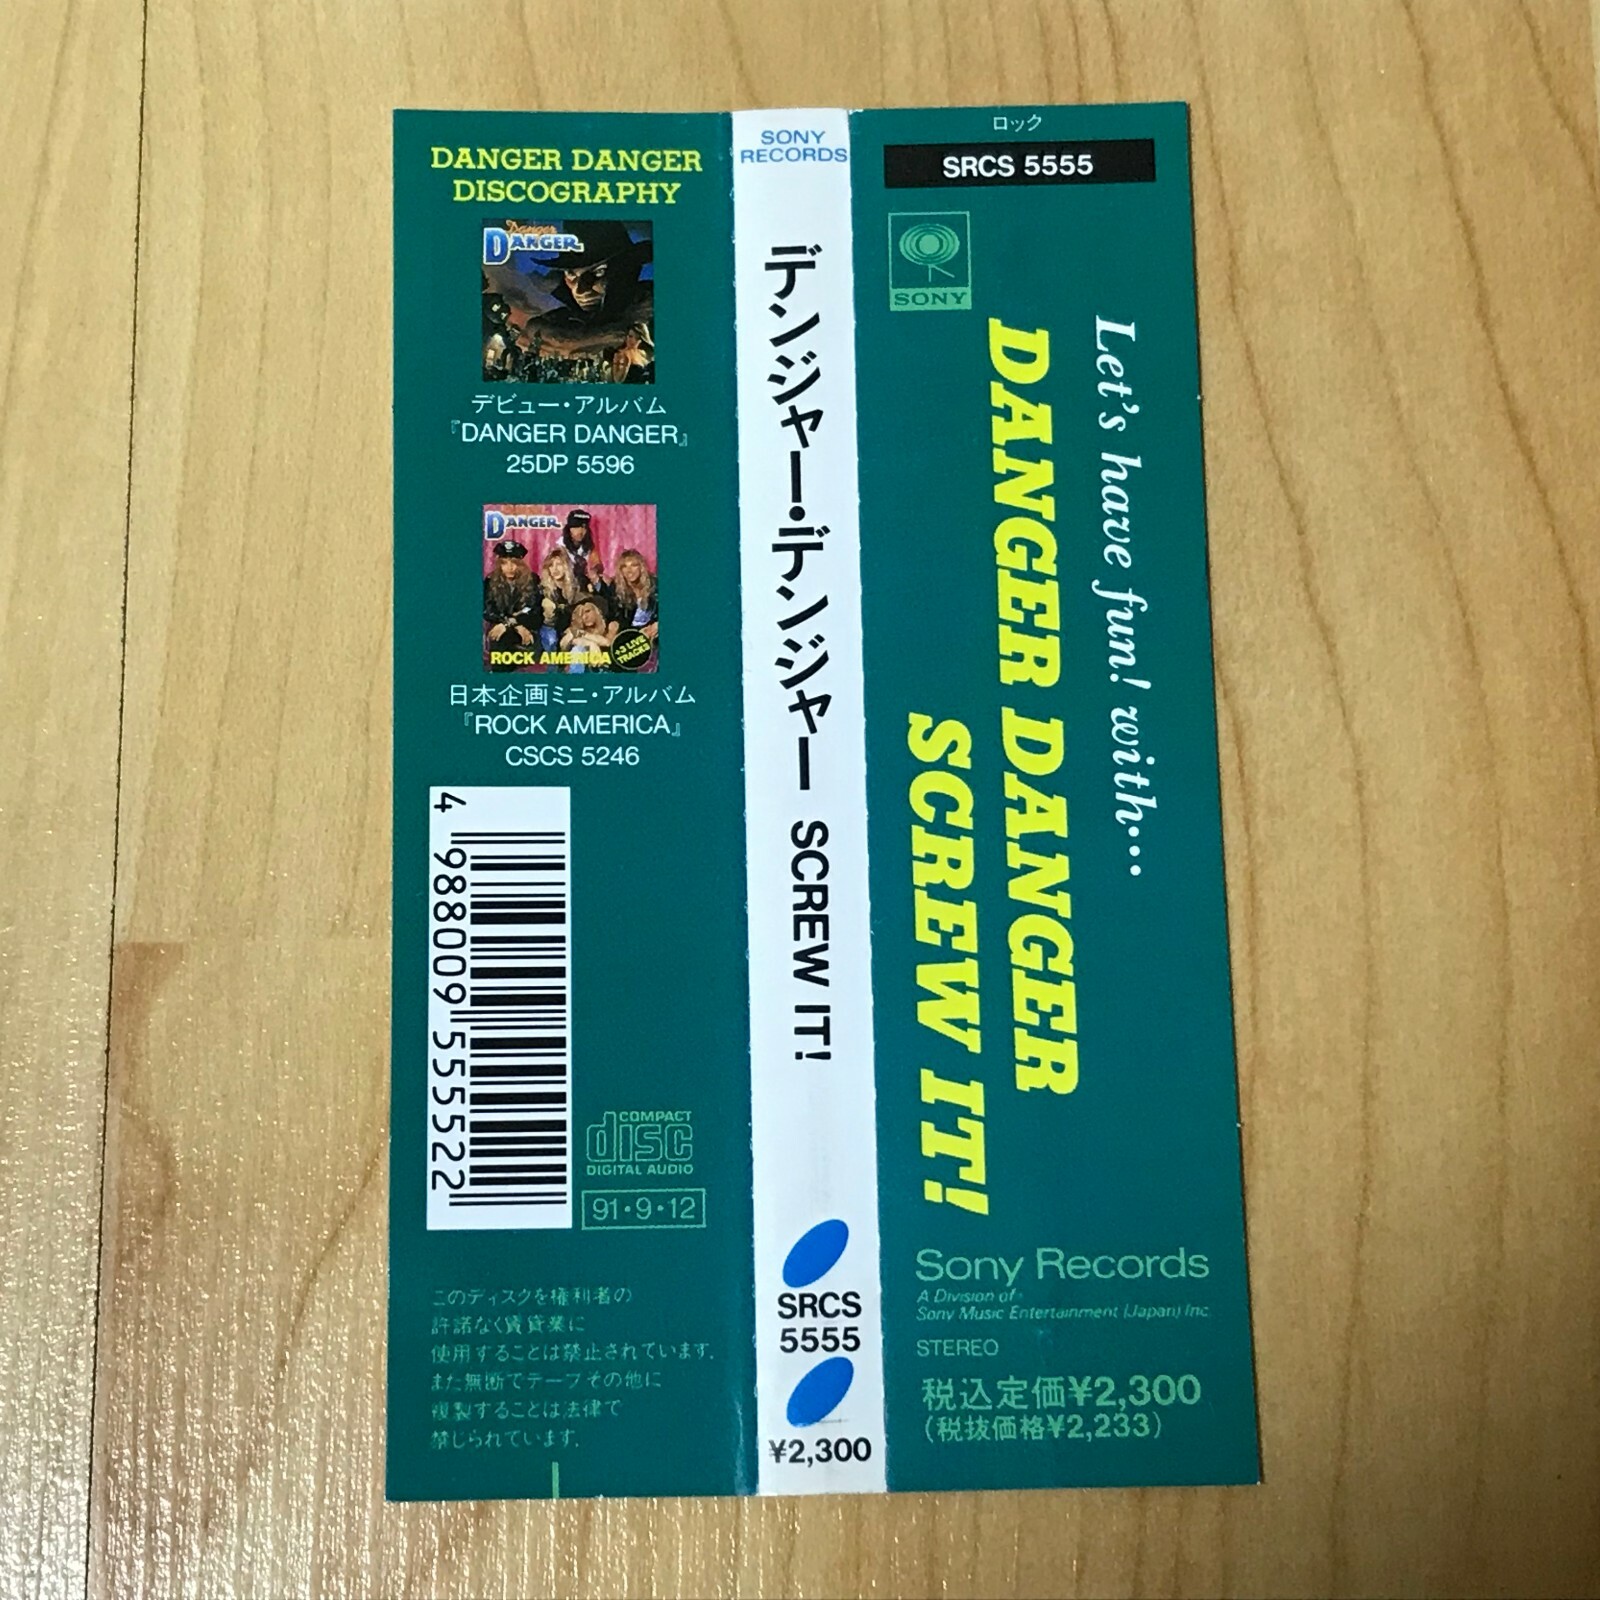 DANGER DANGER
DISCOGRAPHY
Danger
DANGER
デビュー・アルバム
『DANGER DANGER』
25DP 5596
DANGER
ROCK AMERICA
+3 LIVE
TRACKS
日本企画ミニ・アルバム
『ROCK AMERICA』
CSCS 5246
4 988009 555522
COMPACT
disc
DIGITAL AUDIO
91・9・12
このディスクを権利者の
許諾なく賃貸業に
使用することは禁止されています。
また無断でテープその他に
複製することは法律で
禁じられています。
SONY
RECORDS
デンジャー・デンジャー SCREW IT!
SRCS
5555
¥2,300
ロック
SRCS 5555
SONY
Let's have fun! with…
DANGER DANGER
SCREW IT!
Sony Records
A Division of
Sony Music Entertainment (Japan) Inc.
STEREO
税込定価¥2,300
(税抜価格¥2,233)